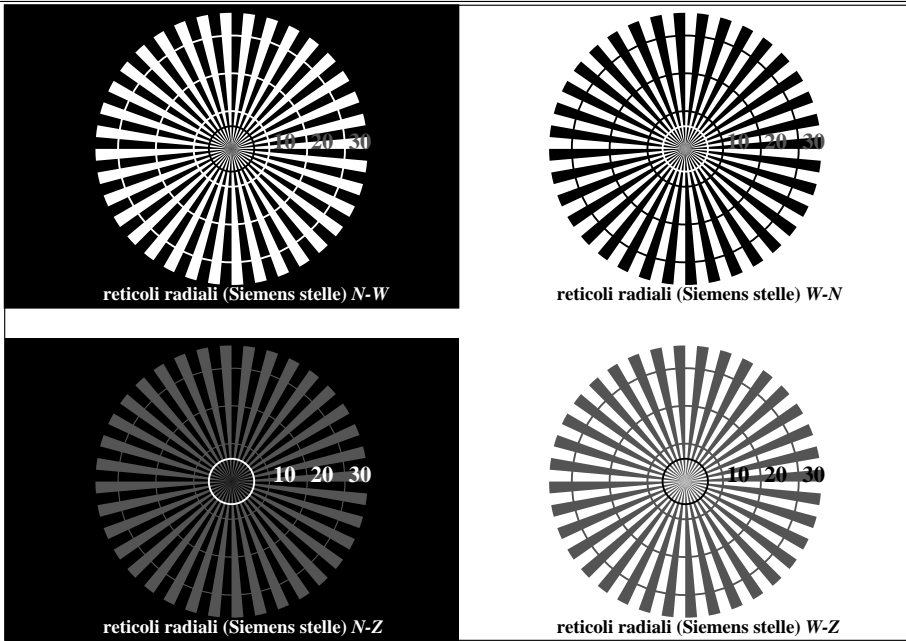 10 20 30
10 20 30
reticoli radiali (Siemens stelle) N-W
reticoli radiali (Siemens stelle) W-N
10 20 30
10 20 30
reticoli radiali (Siemens stelle) N-Z
reticoli radiali (Siemens stelle) W-Z